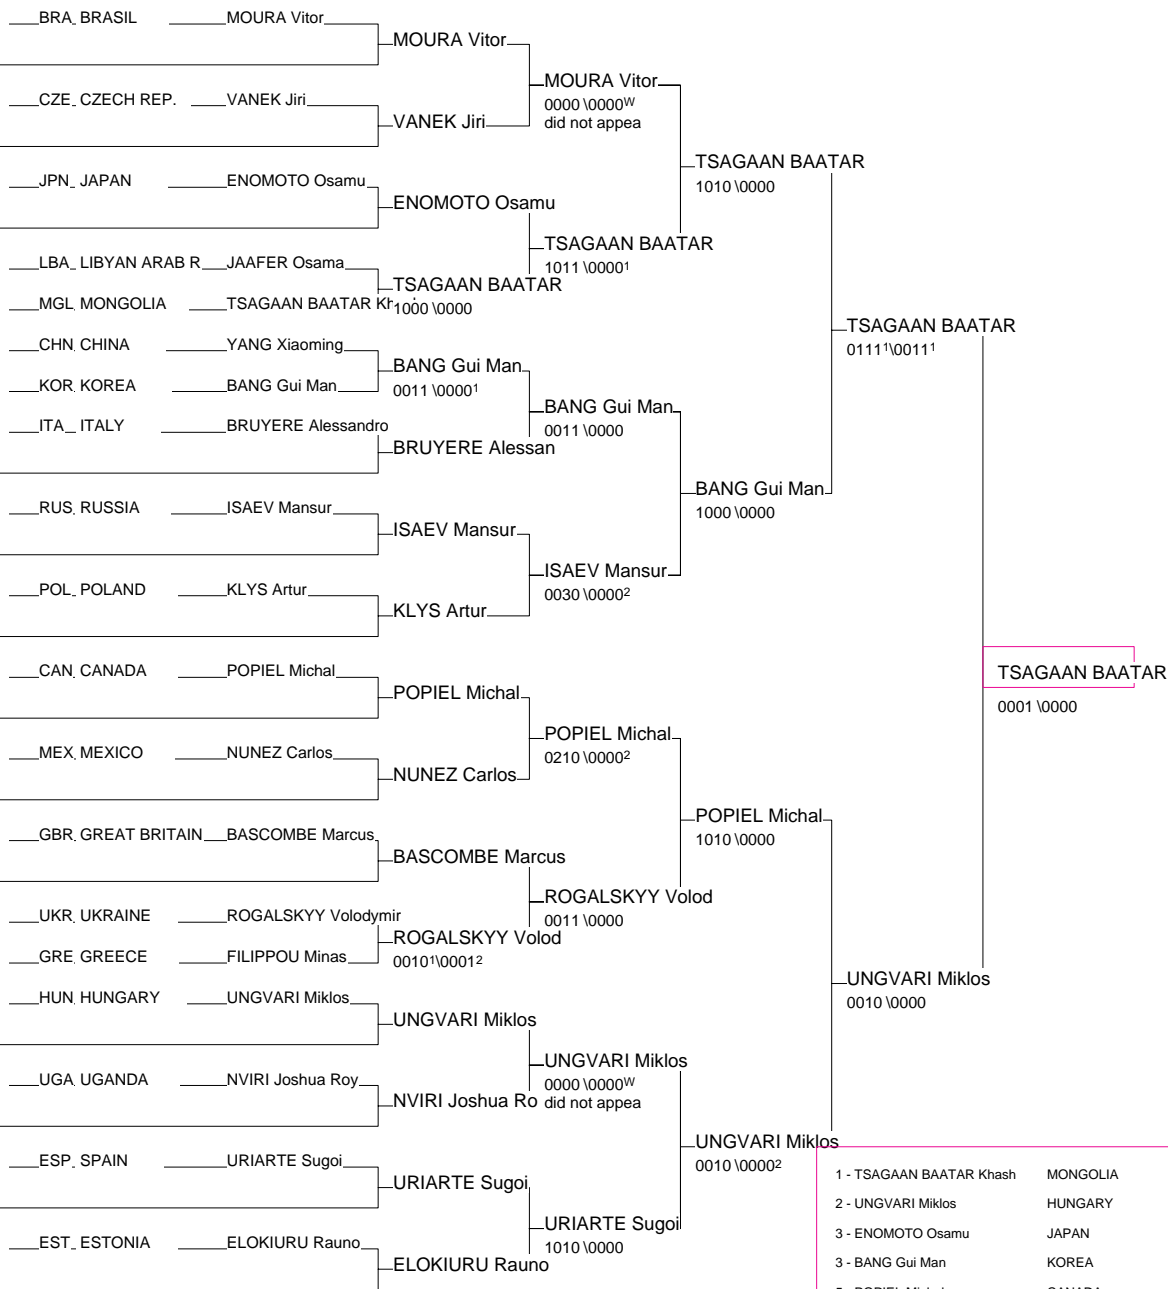 BRA BRASIL MOURA Vitor
MOURA Vitor
MOURA Vitor
0000 \0000W
did not appea
CZE CZECH REP. VANEK Jiri
VANEK Jiri
TSAGAAN BAATAR
1010 \0000
JPN JAPAN ENOMOTO Osamu
ENOMOTO Osamu
TSAGAAN BAATAR
1011 \00001
LBA LIBYAN ARAB R JAAFER Osama
TSAGAAN BAATAR
1000 \0000
MGL MONGOLIA TSAGAAN BAATAR Kh
TSAGAAN BAATAR
01111\00111
CHN CHINA YANG Xiaoming
BANG Gui Man
0011 \00001
KOR KOREA BANG Gui Man
BANG Gui Man
0011 \0000
ITA ITALY BRUYERE Alessandro
BRUYERE Alessan
BANG Gui Man
1000 \0000
RUS RUSSIA ISAEV Mansur
ISAEV Mansur
ISAEV Mansur
0030 \00002
POL POLAND KLYS Artur
KLYS Artur
TSAGAAN BAATAR
0001 \0000
CAN CANADA POPIEL Michal
POPIEL Michal
POPIEL Michal
0210 \00002
MEX MEXICO NUNEZ Carlos
NUNEZ Carlos
POPIEL Michal
1010 \0000
GBR GREAT BRITAIN BASCOMBE Marcus
BASCOMBE Marcus
ROGALSKYY Volod
0011 \0000
UKR UKRAINE ROGALSKYY Volodymir
ROGALSKYY Volod
00101\00012
GRE GREECE FILIPPOU Minas
UNGVARI Miklos
0010 \0000
HUN HUNGARY UNGVARI Miklos
UNGVARI Miklos
UNGVARI Miklos
0000 \0000W
did not appea
UGA UGANDA NVIRI Joshua Roy
NVIRI Joshua Ro
UNGVARI Miklos
0010 \00002
ESP SPAIN URIARTE Sugoi
URIARTE Sugoi
URIARTE Sugoi
1010 \0000
EST ESTONIA ELOKIURU Rauno
ELOKIURU Rauno
1 - TSAGAAN BAATAR Khash MONGOLIA
2 - UNGVARI Miklos HUNGARY
3 - ENOMOTO Osamu JAPAN
3 - BANG Gui Man KOREA